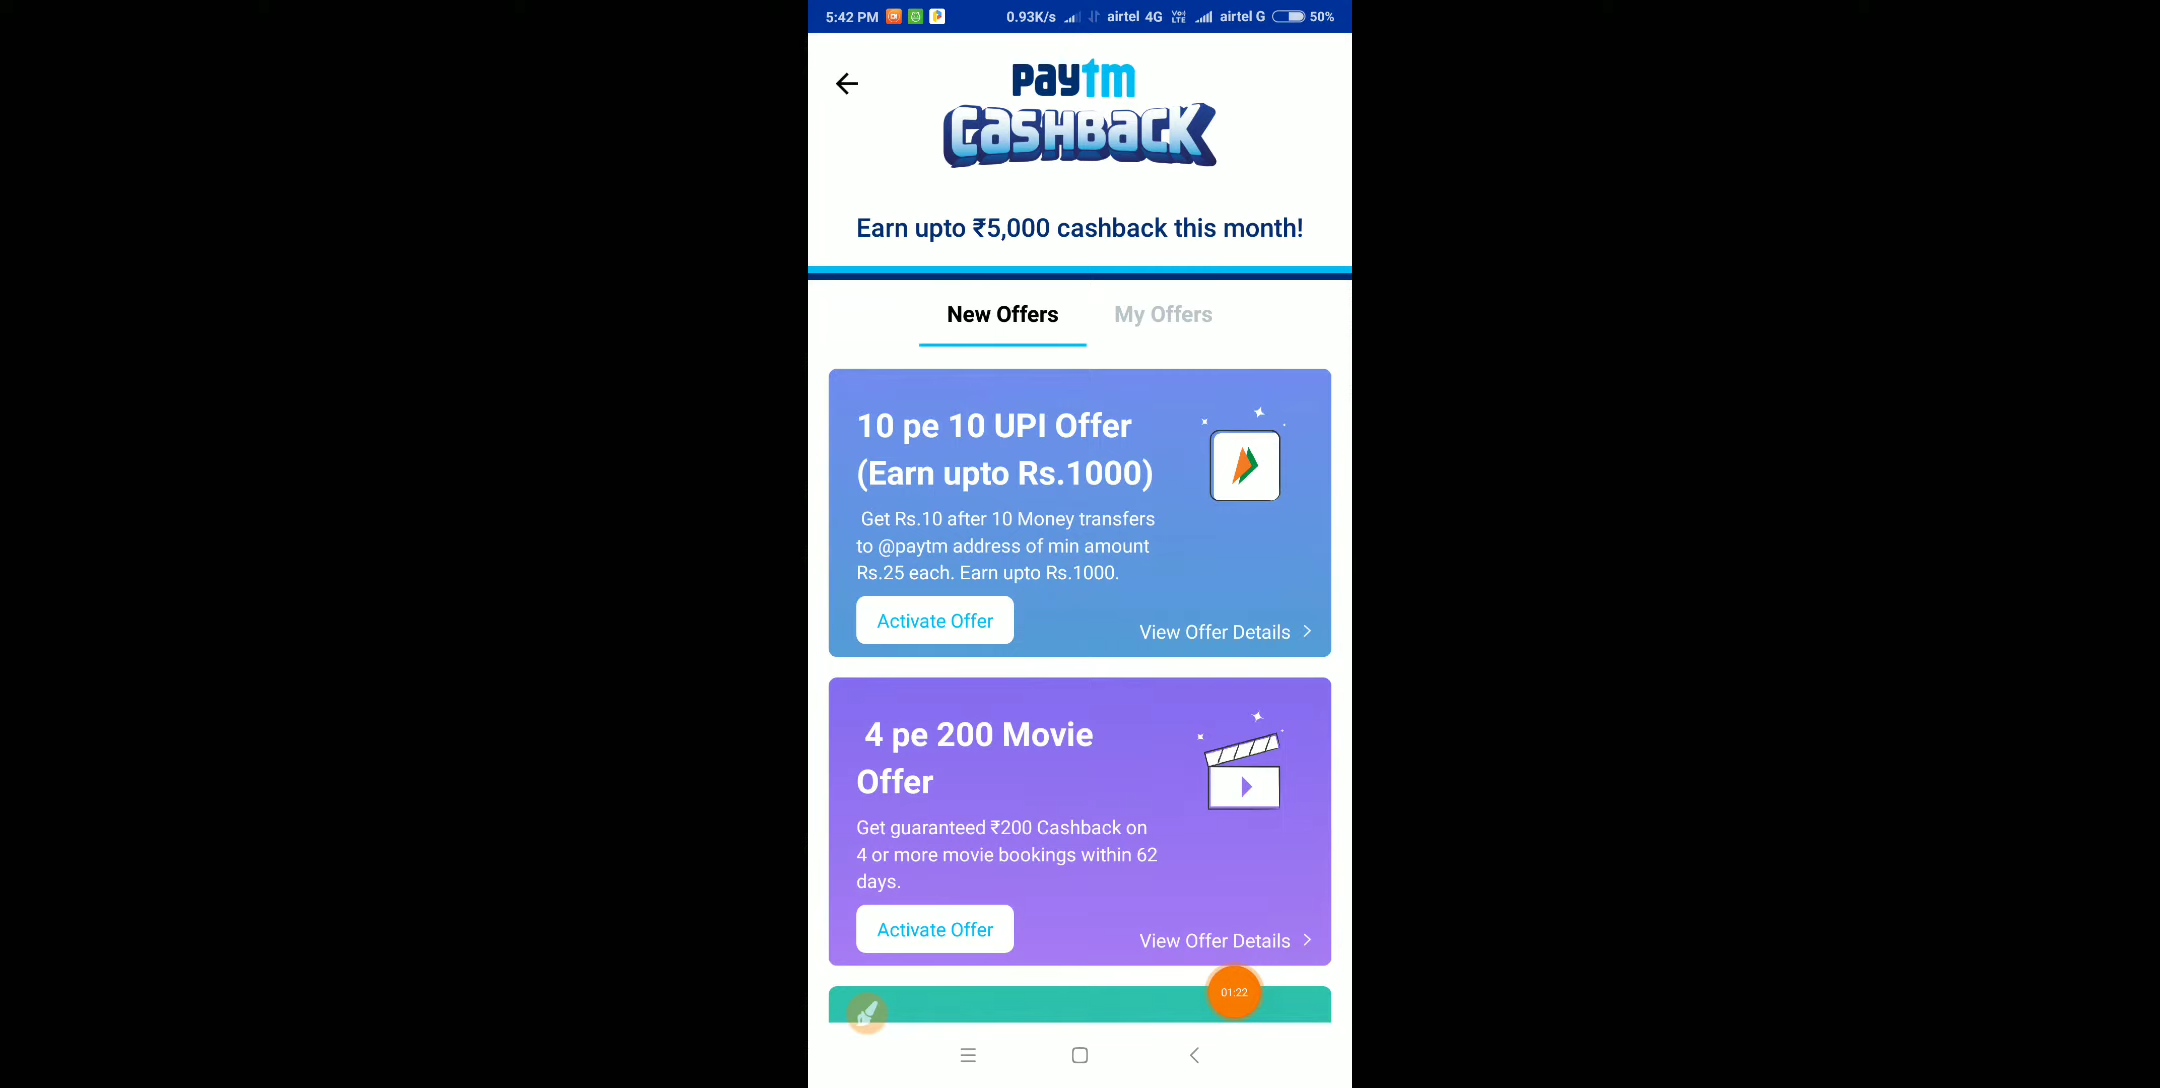 5:42 PM 0.93K/s airtel 4G VoLTE airtel G 50%
paytm
CASHBACK
Earn upto ₹5,000 cashback this month!
New Offers My Offers
10 pe 10 UPI Offer
(Earn upto Rs.1000)
Get Rs.10 after 10 Money transfers
to @paytm address of min amount
Rs.25 each. Earn upto Rs.1000.
Activate Offer
View Offer Details
4 pe 200 Movie
Offer
Get guaranteed ₹200 Cashback on
4 or more movie bookings within 62
days.
Activate Offer
View Offer Details
01:22